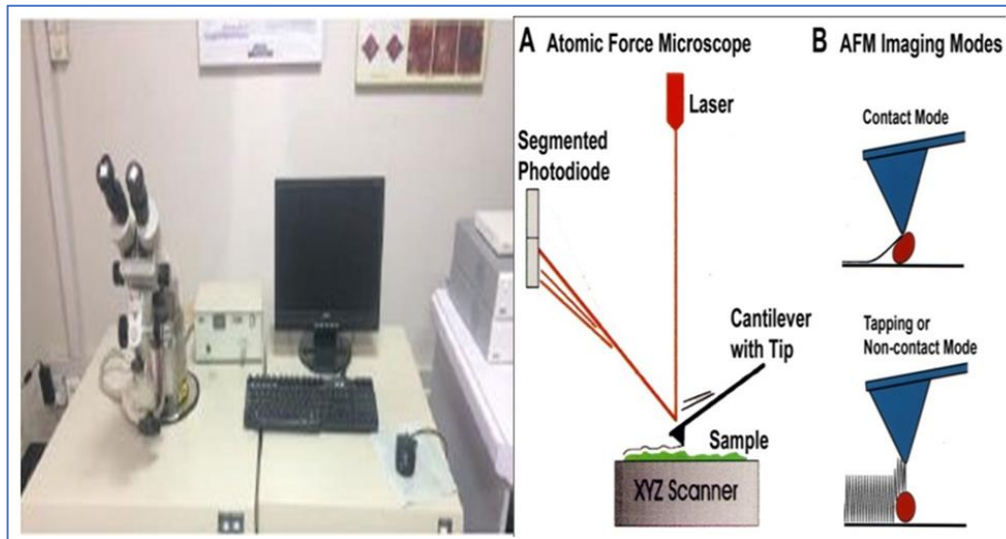 A Atomic Force Microscope
Laser
Segmented
Photodiode
Cantilever
with Tip
Sample
XYZ Scanner
B AFM Imaging Modes
Contact Mode
Tapping or
Non-contact Mode